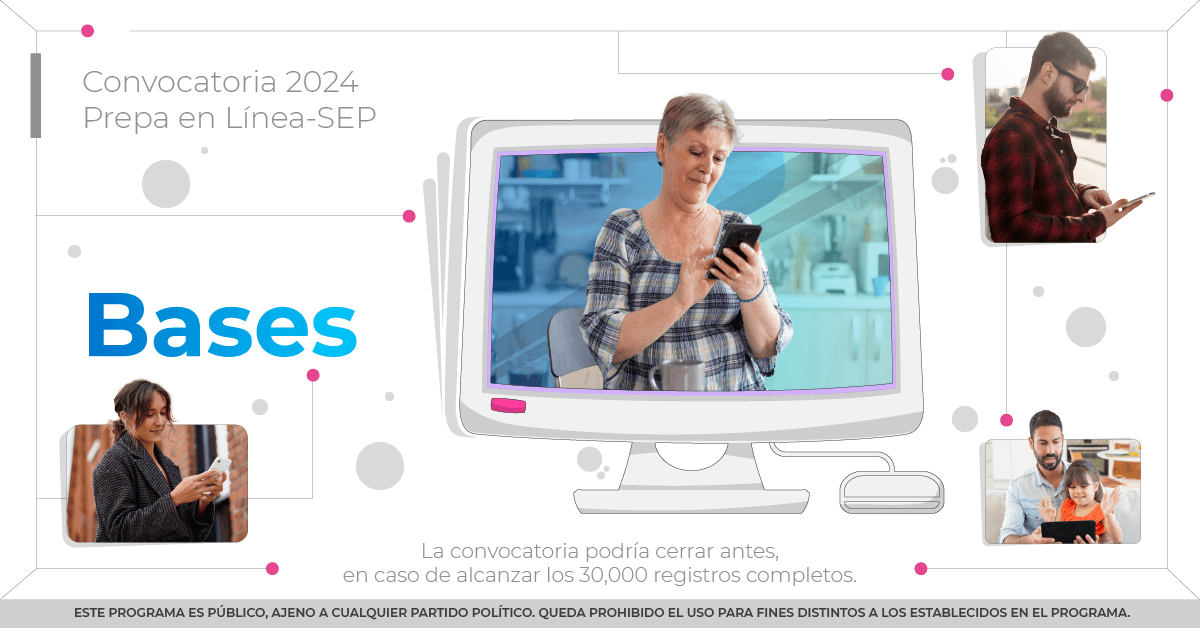 Convocatoria 2024
Prepa en Línea-SEP
Bases
La convocatoria podría cerrar antes,
en caso de alcanzar los 30,000 registros completos.
ESTE PROGRAMA ES PÚBLICO, AJENO A CUALQUIER PARTIDO POLÍTICO. QUEDA PROHIBIDO EL USO PARA FINES DISTINTOS A LOS ESTABLECIDOS EN EL PROGRAMA.